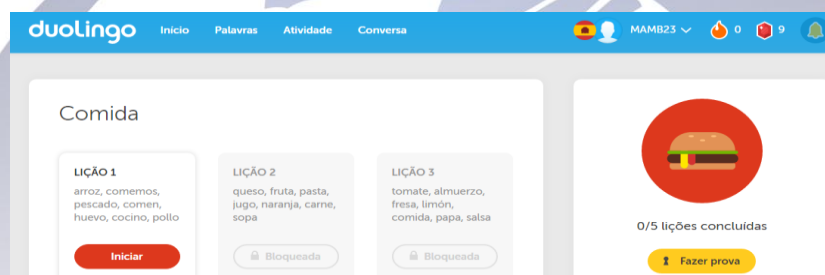 duolingo Início Palavras Atividade Conversa MAMB23 0 9
Comida
LIÇÃO 1
arroz, comemos,
pescado, comen,
huevo, cocino, pollo
Iniciar
LIÇÃO 2
queso, fruta, pasta,
jugo, naranja, carne,
sopa
Bloqueada
LIÇÃO 3
tomate, almuerzo,
fresa, limón,
comida, papa, salsa
Bloqueada
0/5 lições concluídas
Fazer prova